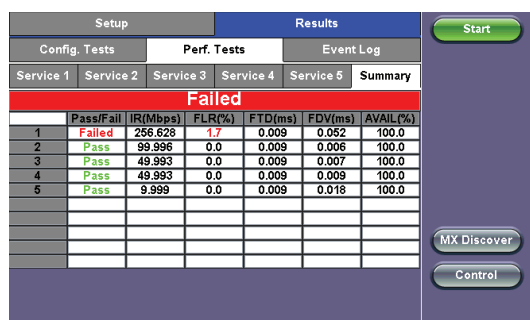 Setup Results Start
Config. Tests Perf. Tests Event Log
Service 1 Service 2 Service 3 Service 4 Service 5 Summary
Failed
Pass/Fail IR(Mbps) FLR(%) FTD(ms) FDV(ms) AVAIL(%)
1 Failed 256.628 1.7 0.009 0.052 100.0
2 Pass 99.996 0.0 0.009 0.006 100.0
3 Pass 49.993 0.0 0.009 0.007 100.0
4 Pass 49.993 0.0 0.009 0.009 100.0
5 Pass 9.999 0.0 0.009 0.018 100.0
MX Discover
Control